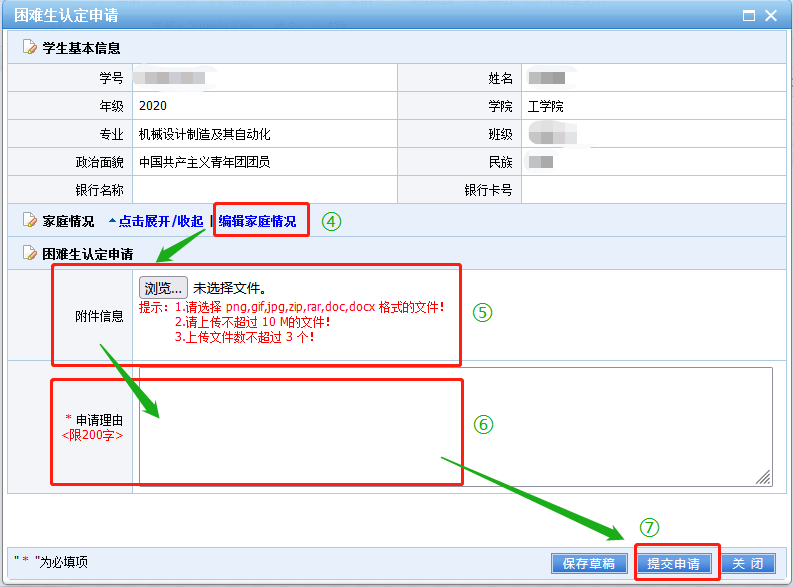 困难生认定申请
学生基本信息
学号 姓名
年级 2020 学院 工学院
专业 机械设计制造及其自动化 班级
政治面貌 中国共产主义青年团团员 民族
银行名称 银行卡号
家庭情况 点击展开/收起 | 编辑家庭情况 ④
困难生认定申请
附件信息 浏览... 未选择文件。
提示：1.请选择 png,gif,jpg,zip,rar,doc,docx 格式的文件!
2.请上传不超过 10 M的文件!
3.上传文件数不超过 3 个!
⑤
* 申请理由
<限200字>
⑥
⑦
" * "为必填项 保存草稿 提交申请 关 闭